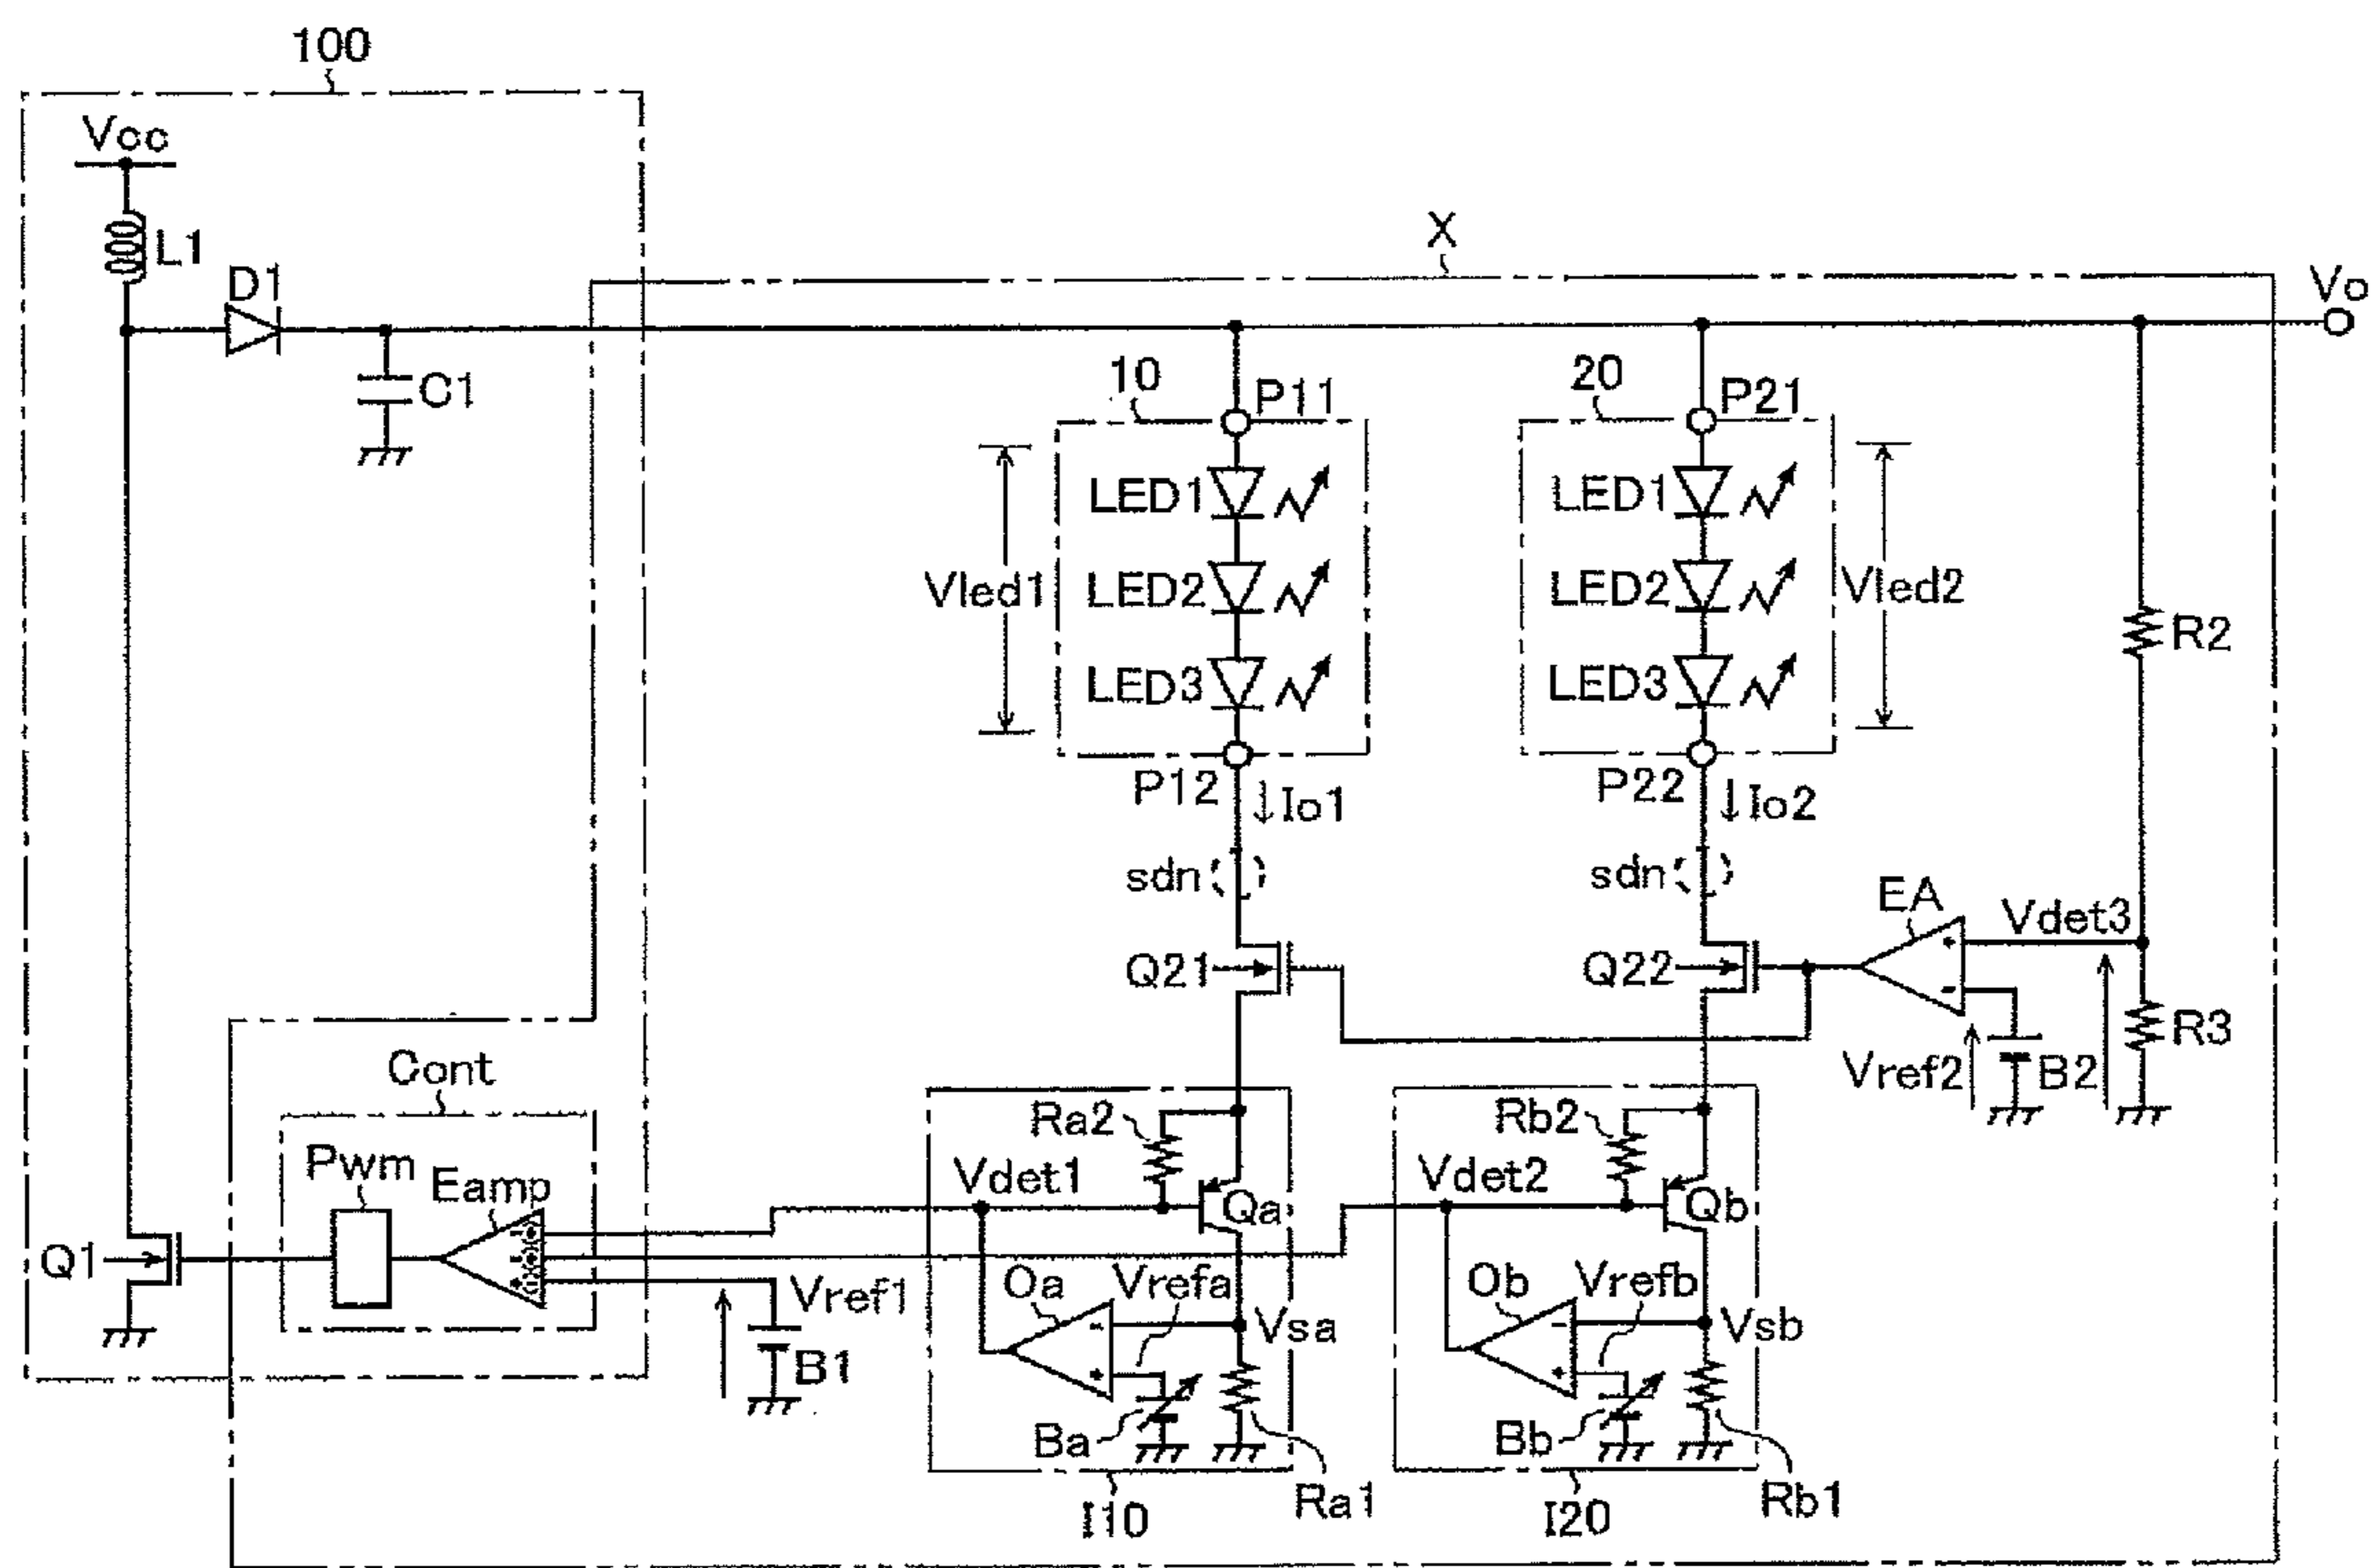 100
Vcc
L1
D1
C1
X
Vo
10
P11
20
P21
LED1
LED1
Vled1
LED2
LED2
Vled2
LED3
LED3
R2
P12
Io1
P22
Io2
sdn
sdn
EA
Vdet3
Q21
Q22
+
-
R3
Vref2
B2
Cont
Pwm
Eamp
Ra2
Rb2
Vdet1
Qa
Vdet2
Qb
Q1
Vref1
B1
Oa
Vrefa
Vsa
-
+
Ob
Vrefb
Vsb
-
+
Ba
Bb
Ra1
Rb1
I10
I20